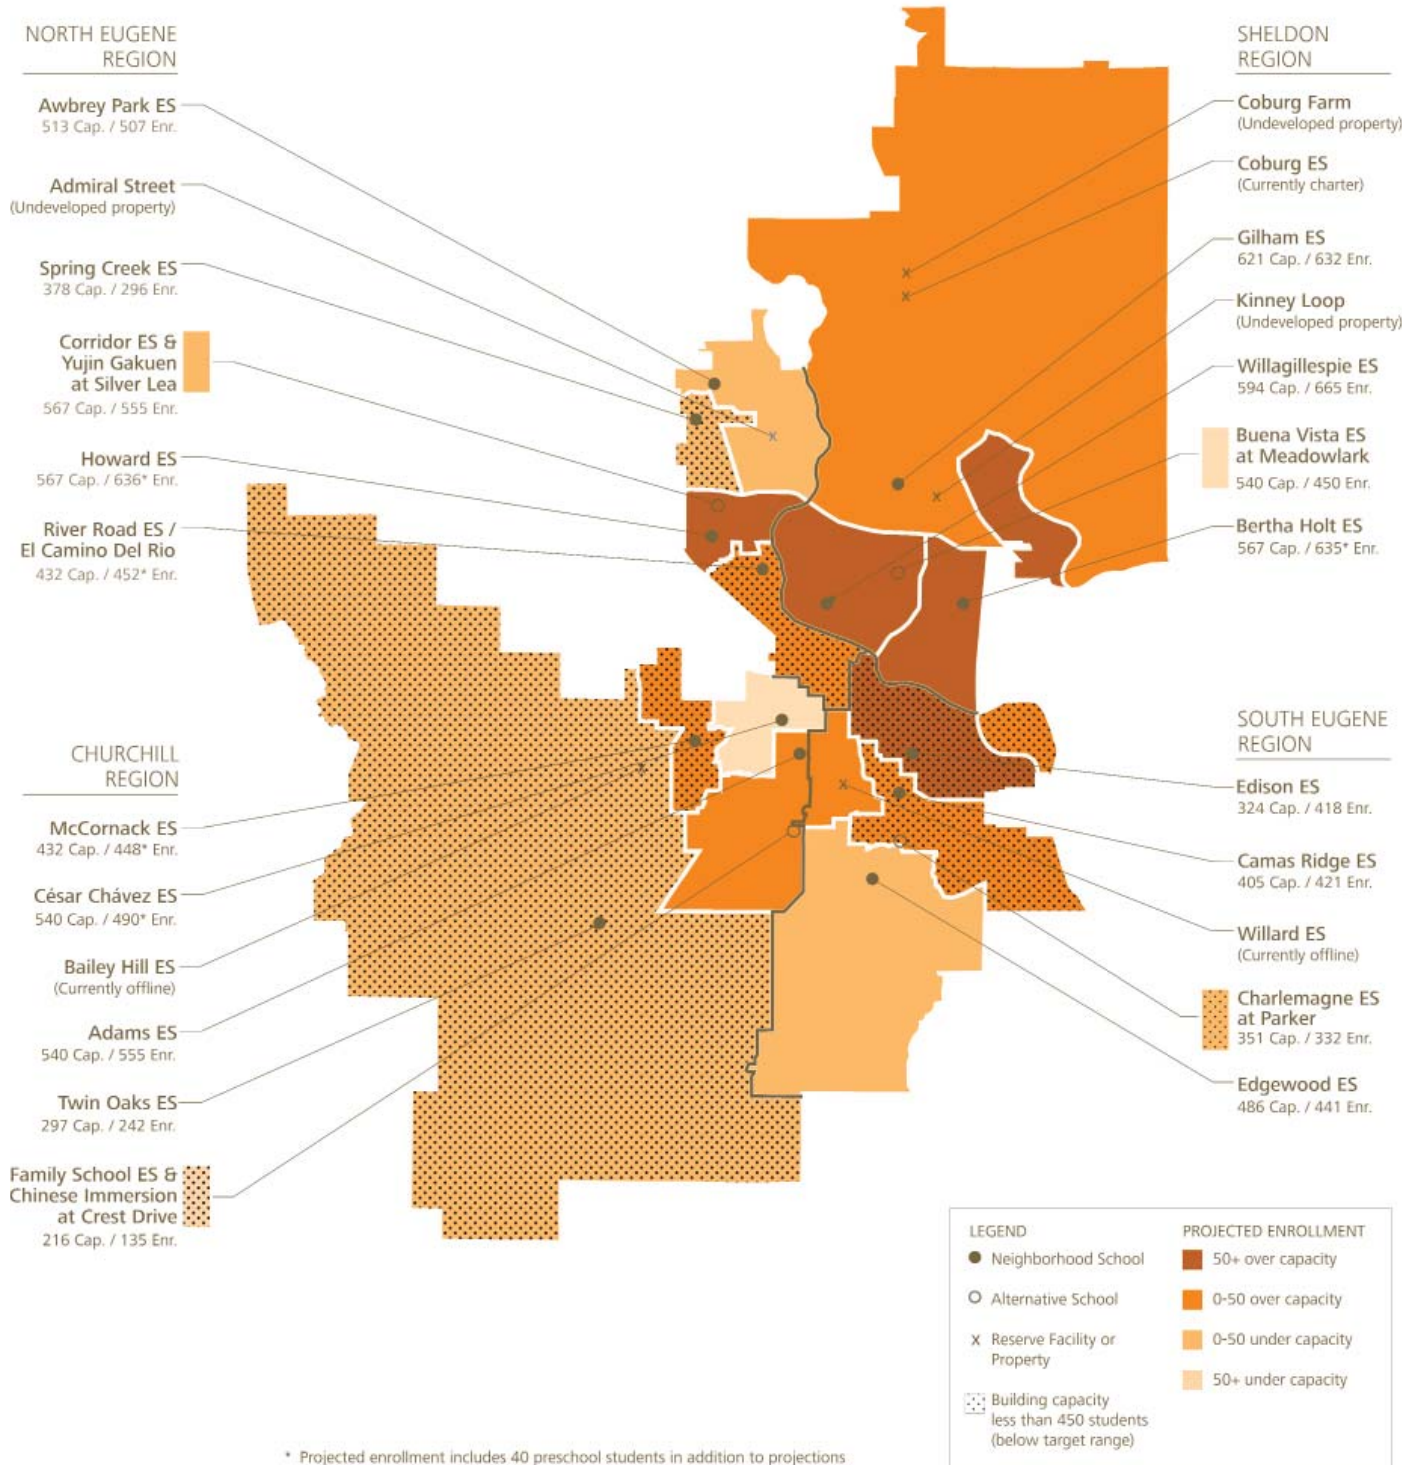 NORTH EUGENE
REGION
Awbrey Park ES
513 Cap. / 507 Enr.
Admiral Street
(Undeveloped property)
Spring Creek ES
378 Cap. / 296 Enr.
Corridor ES &
Yujin Gakuen
at Silver Lea
567 Cap. / 555 Enr.
Howard ES
567 Cap. / 636* Enr.
River Road ES /
El Camino Del Rio
432 Cap. / 452* Enr.
CHURCHILL
REGION
McCornack ES
432 Cap. / 448* Enr.
César Chávez ES
540 Cap. / 490* Enr.
Bailey Hill ES
(Currently offline)
Adams ES
540 Cap. / 555 Enr.
Twin Oaks ES
297 Cap. / 242 Enr.
Family School ES &
Chinese Immersion
at Crest Drive
216 Cap. / 135 Enr.
SHELDON
REGION
Coburg Farm
(Undeveloped property)
Coburg ES
(Currently charter)
Gilham ES
621 Cap. / 632 Enr.
Kinney Loop
(Undeveloped property)
Willagillespie ES
594 Cap. / 665 Enr.
Buena Vista ES
at Meadowlark
540 Cap. / 450 Enr.
Bertha Holt ES
567 Cap. / 635* Enr.
SOUTH EUGENE
REGION
Edison ES
324 Cap. / 418 Enr.
Camas Ridge ES
405 Cap. / 421 Enr.
Willard ES
(Currently offline)
Charlemagne ES
at Parker
351 Cap. / 332 Enr.
Edgewood ES
486 Cap. / 441 Enr.
LEGEND
Neighborhood School
Alternative School
x Reserve Facility or
Property
Building capacity
less than 450 students
(below target range)
PROJECTED ENROLLMENT
50+ over capacity
0-50 over capacity
0-50 under capacity
50+ under capacity
* Projected enrollment includes 40 preschool students in addition to projections